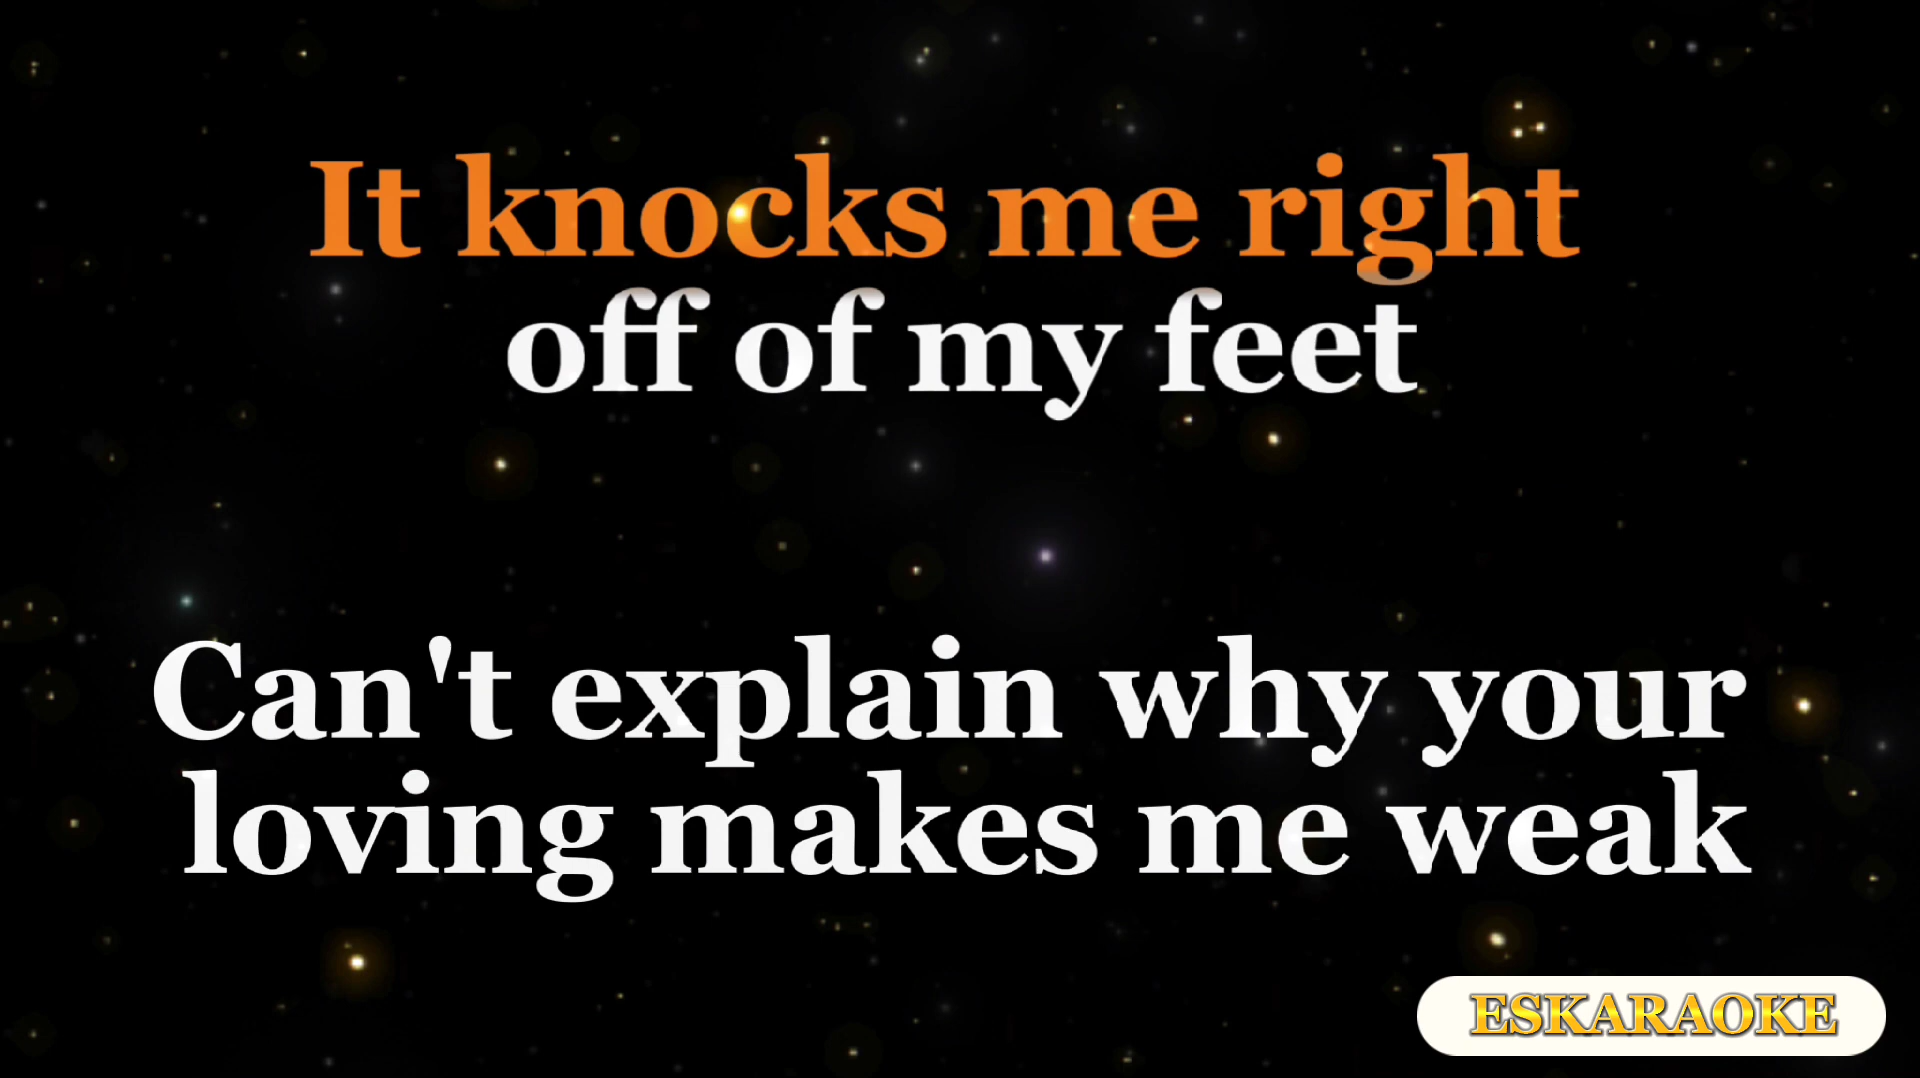 It knocks me right
off of my feet
Can't explain why your
loving makes me weak
ESKARAOKE